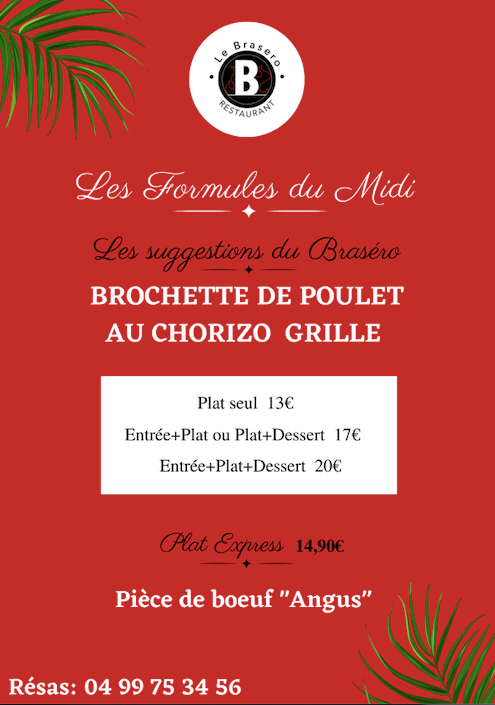 Le Brasero
B
RESTAURANT
Les Formules du Midi
Les suggestions du Braséro
BROCHETTE DE POULET
AU CHORIZO GRILLE
Plat seul 13€
Entrée+Plat ou Plat+Dessert 17€
Entrée+Plat+Dessert 20€
Plat Express 14,90€
Pièce de boeuf "Angus"
Résas: 04 99 75 34 56